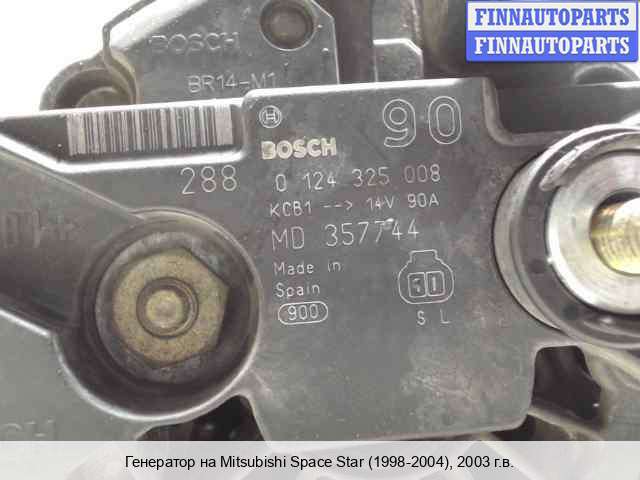 FINNAUTOPARTS
FINNAUTOPARTS
BOSCH
BR14-M1
90
BOSCH
288
0 124 325 008
KCB1 --> 14V 90A
MD 357744
Made in
Spain
900
S L
Генератор на Mitsubishi Space Star (1998-2004), 2003 г.в.